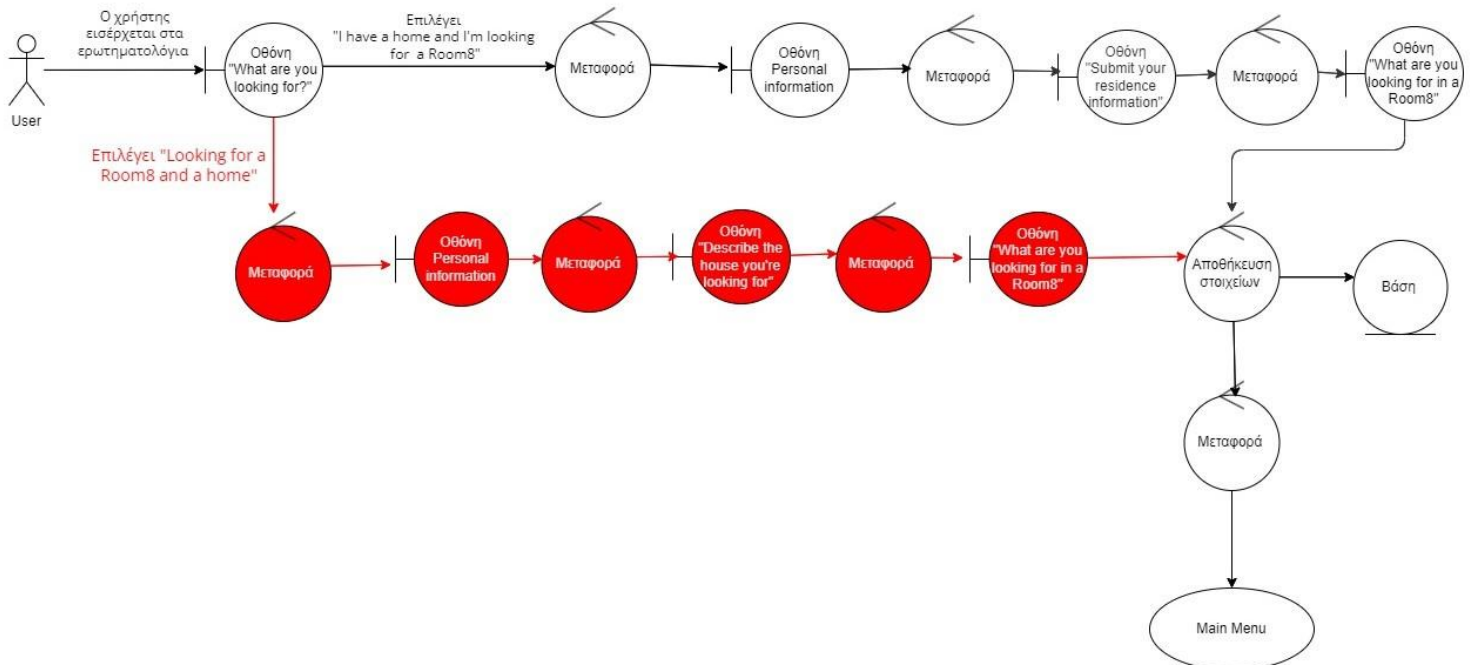 Ο χρήστης
εισέρχεται στα
ερωτηματολόγια
User
Οθόνη
"What are you
looking for?"
Επιλέγει
"I have a home and I'm looking
for a Room8"
Μεταφορά
Οθόνη
Personal
information
Μεταφορά
Οθόνη
"Submit your
residence
information"
Μεταφορά
Οθόνη
"What are you
looking for in a
Room8"
Επιλέγει "Looking for a
Room8 and a home"
Μεταφορά
Οθόνη
Personal
information
Μεταφορά
Οθόνη
"Describe the
house you're
looking for"
Μεταφορά
Οθόνη
"What are you
looking for in a
Room8"
Αποθήκευση
στοιχείων
Βάση
Μεταφορά
Main Menu